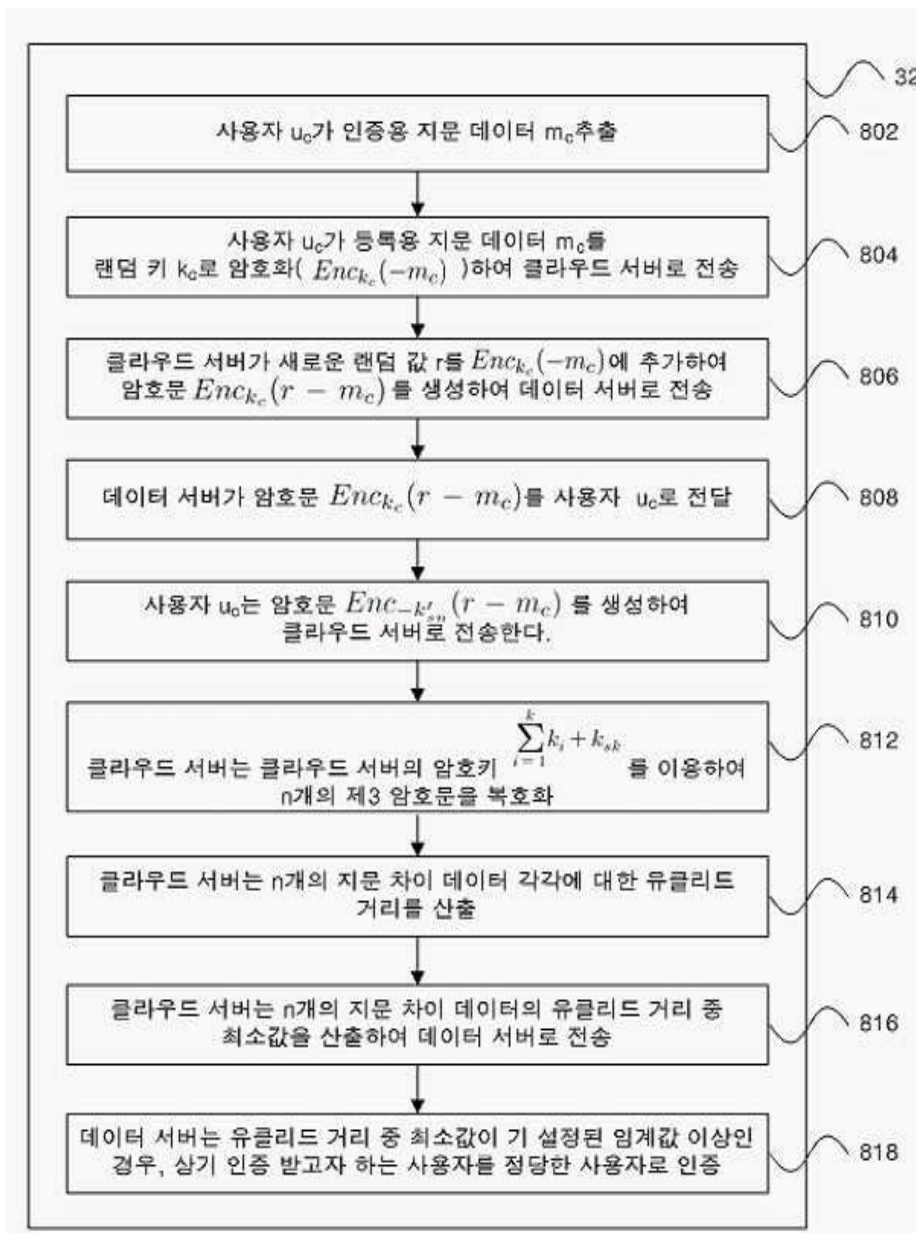 32
사용자 uc가 인증용 지문 데이터 mc추출
802
사용자 uc가 등록용 지문 데이터 mc를
랜덤 키 kc로 암호화( Enc_{k_c}(-m_c) )하여 클라우드 서버로 전송
804
클라우드 서버가 새로운 랜덤 값 r를 Enc_{k_c}(-m_c)에 추가하여
암호문 Enc_{k_c}(r - m_c) 를 생성하여 데이터 서버로 전송
806
데이터 서버가 암호문 Enc_{k_c}(r - m_c)를 사용자 uc로 전달
808
사용자 uc는 암호문 Enc_{-k'_{sn}}(r - m_c) 를 생성하여
클라우드 서버로 전송한다.
810
클라우드 서버는 클라우드 서버의 암호키 \sum_{i=1}^{k} k_i + k_{sk} 를 이용하여
n개의 제3 암호문을 복호화
812
클라우드 서버는 n개의 지문 차이 데이터 각각에 대한 유클리드
거리를 산출
814
클라우드 서버는 n개의 지문 차이 데이터의 유클리드 거리 중
최소값을 산출하여 데이터 서버로 전송
816
데이터 서버는 유클리드 거리 중 최소값이 기 설정된 임계값 이상인
경우, 상기 인증 받고자 하는 사용자를 정당한 사용자로 인증
818